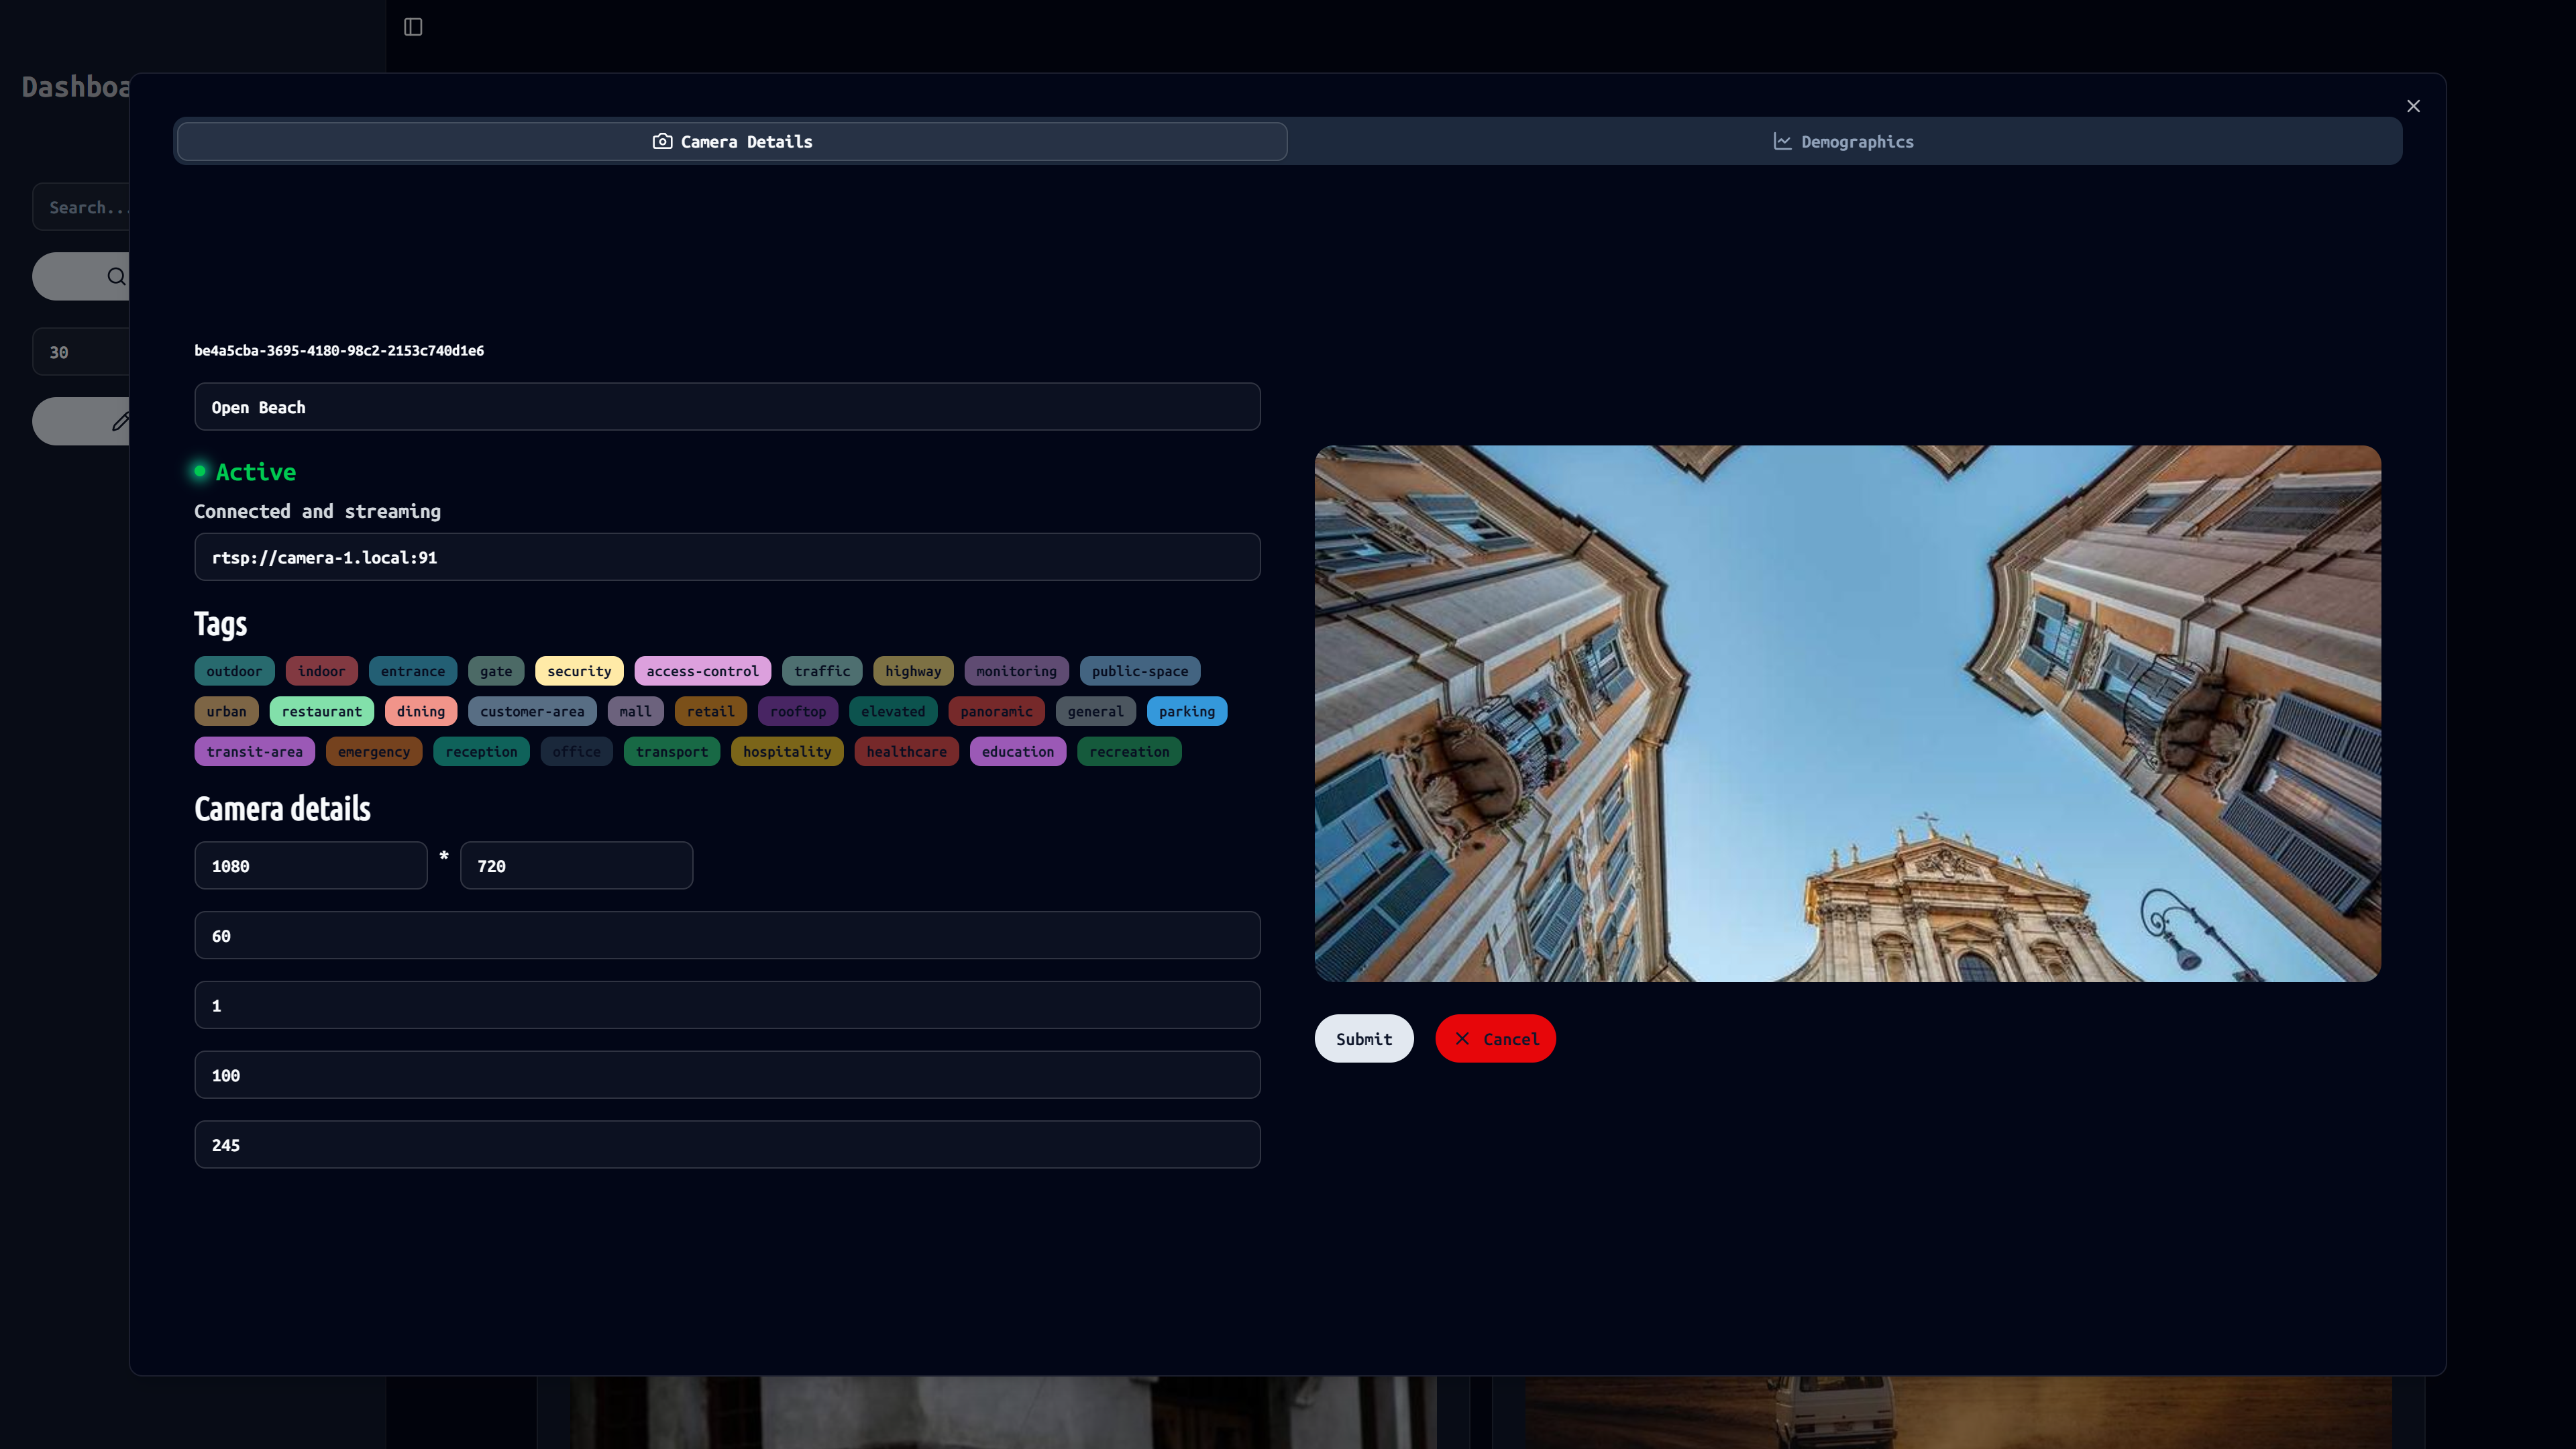 Dashboa
Search...
30
Camera Details
Demographics
be4a5cba-3695-4180-98c2-2153c740d1e6
Open Beach
Active
Connected and streaming
rtsp://camera-1.local:91
Tags
outdoor indoor entrance gate security access-control traffic highway monitoring public-space
urban restaurant dining customer-area mall retail rooftop elevated panoramic general parking
transit-area emergency reception office transport hospitality healthcare education recreation
Camera details
1080 * 720
60
1
100
245
Submit
Cancel